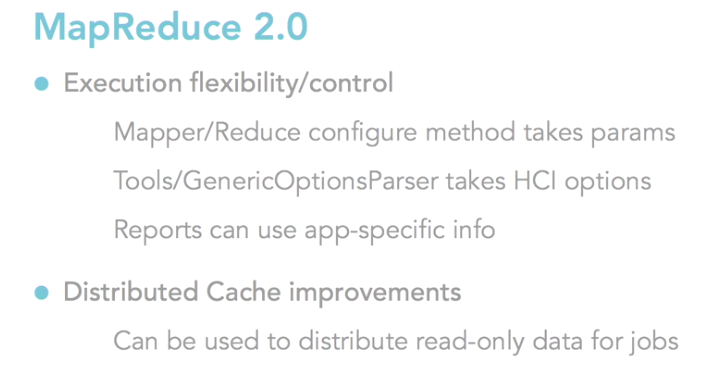 MapReduce 2.0
Execution flexibility/control
Mapper/Reduce configure method takes params
Tools/GenericOptionsParser takes HCI options
Reports can use app-specific info
Distributed Cache improvements
Can be used to distribute read-only data for jobs